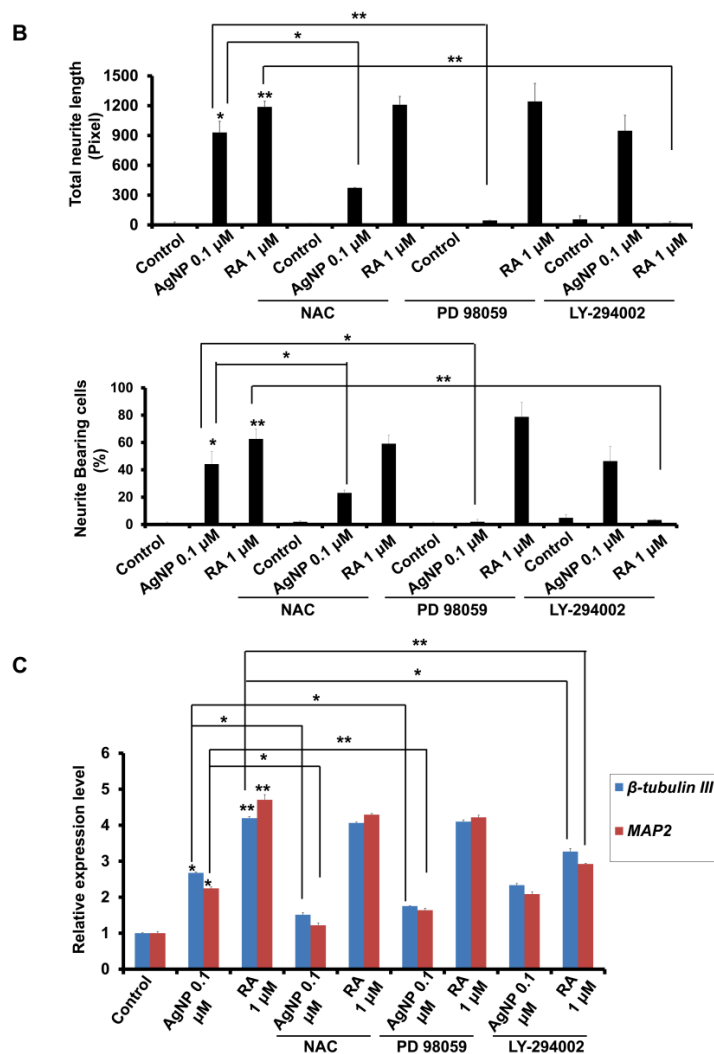 B
**
*
**
Total neurite length
(Pixel)
1500
1200
900
600
300
0
*
**
Control
AgNP 0.1 µM
RA 1 µM
Control
AgNP 0.1 µM
RA 1 µM
Control
AgNP 0.1 µM
RA 1 µM
Control
AgNP 0.1 µM
RA 1 µM
NAC
PD 98059
LY-294002
*
*
**
Neurite Bearing cells
(%)
100
80
60
40
20
0
*
**
Control
AgNP 0.1 µM
RA 1 µM
Control
AgNP 0.1 µM
RA 1 µM
Control
AgNP 0.1 µM
RA 1 µM
Control
AgNP 0.1 µM
RA 1 µM
NAC
PD 98059
LY-294002
C
**
*
*
*
**
*
Relative expression level
6
5
4
3
2
1
0
*
*
**
**
β-tubulin III
MAP2
Control
AgNP 0.1
µM
RA
1 µM
AgNP 0.1
µM
RA
1 µM
AgNP 0.1
µM
RA
1 µM
AgNP 0.1
µM
RA
1 µM
NAC
PD 98059
LY-294002